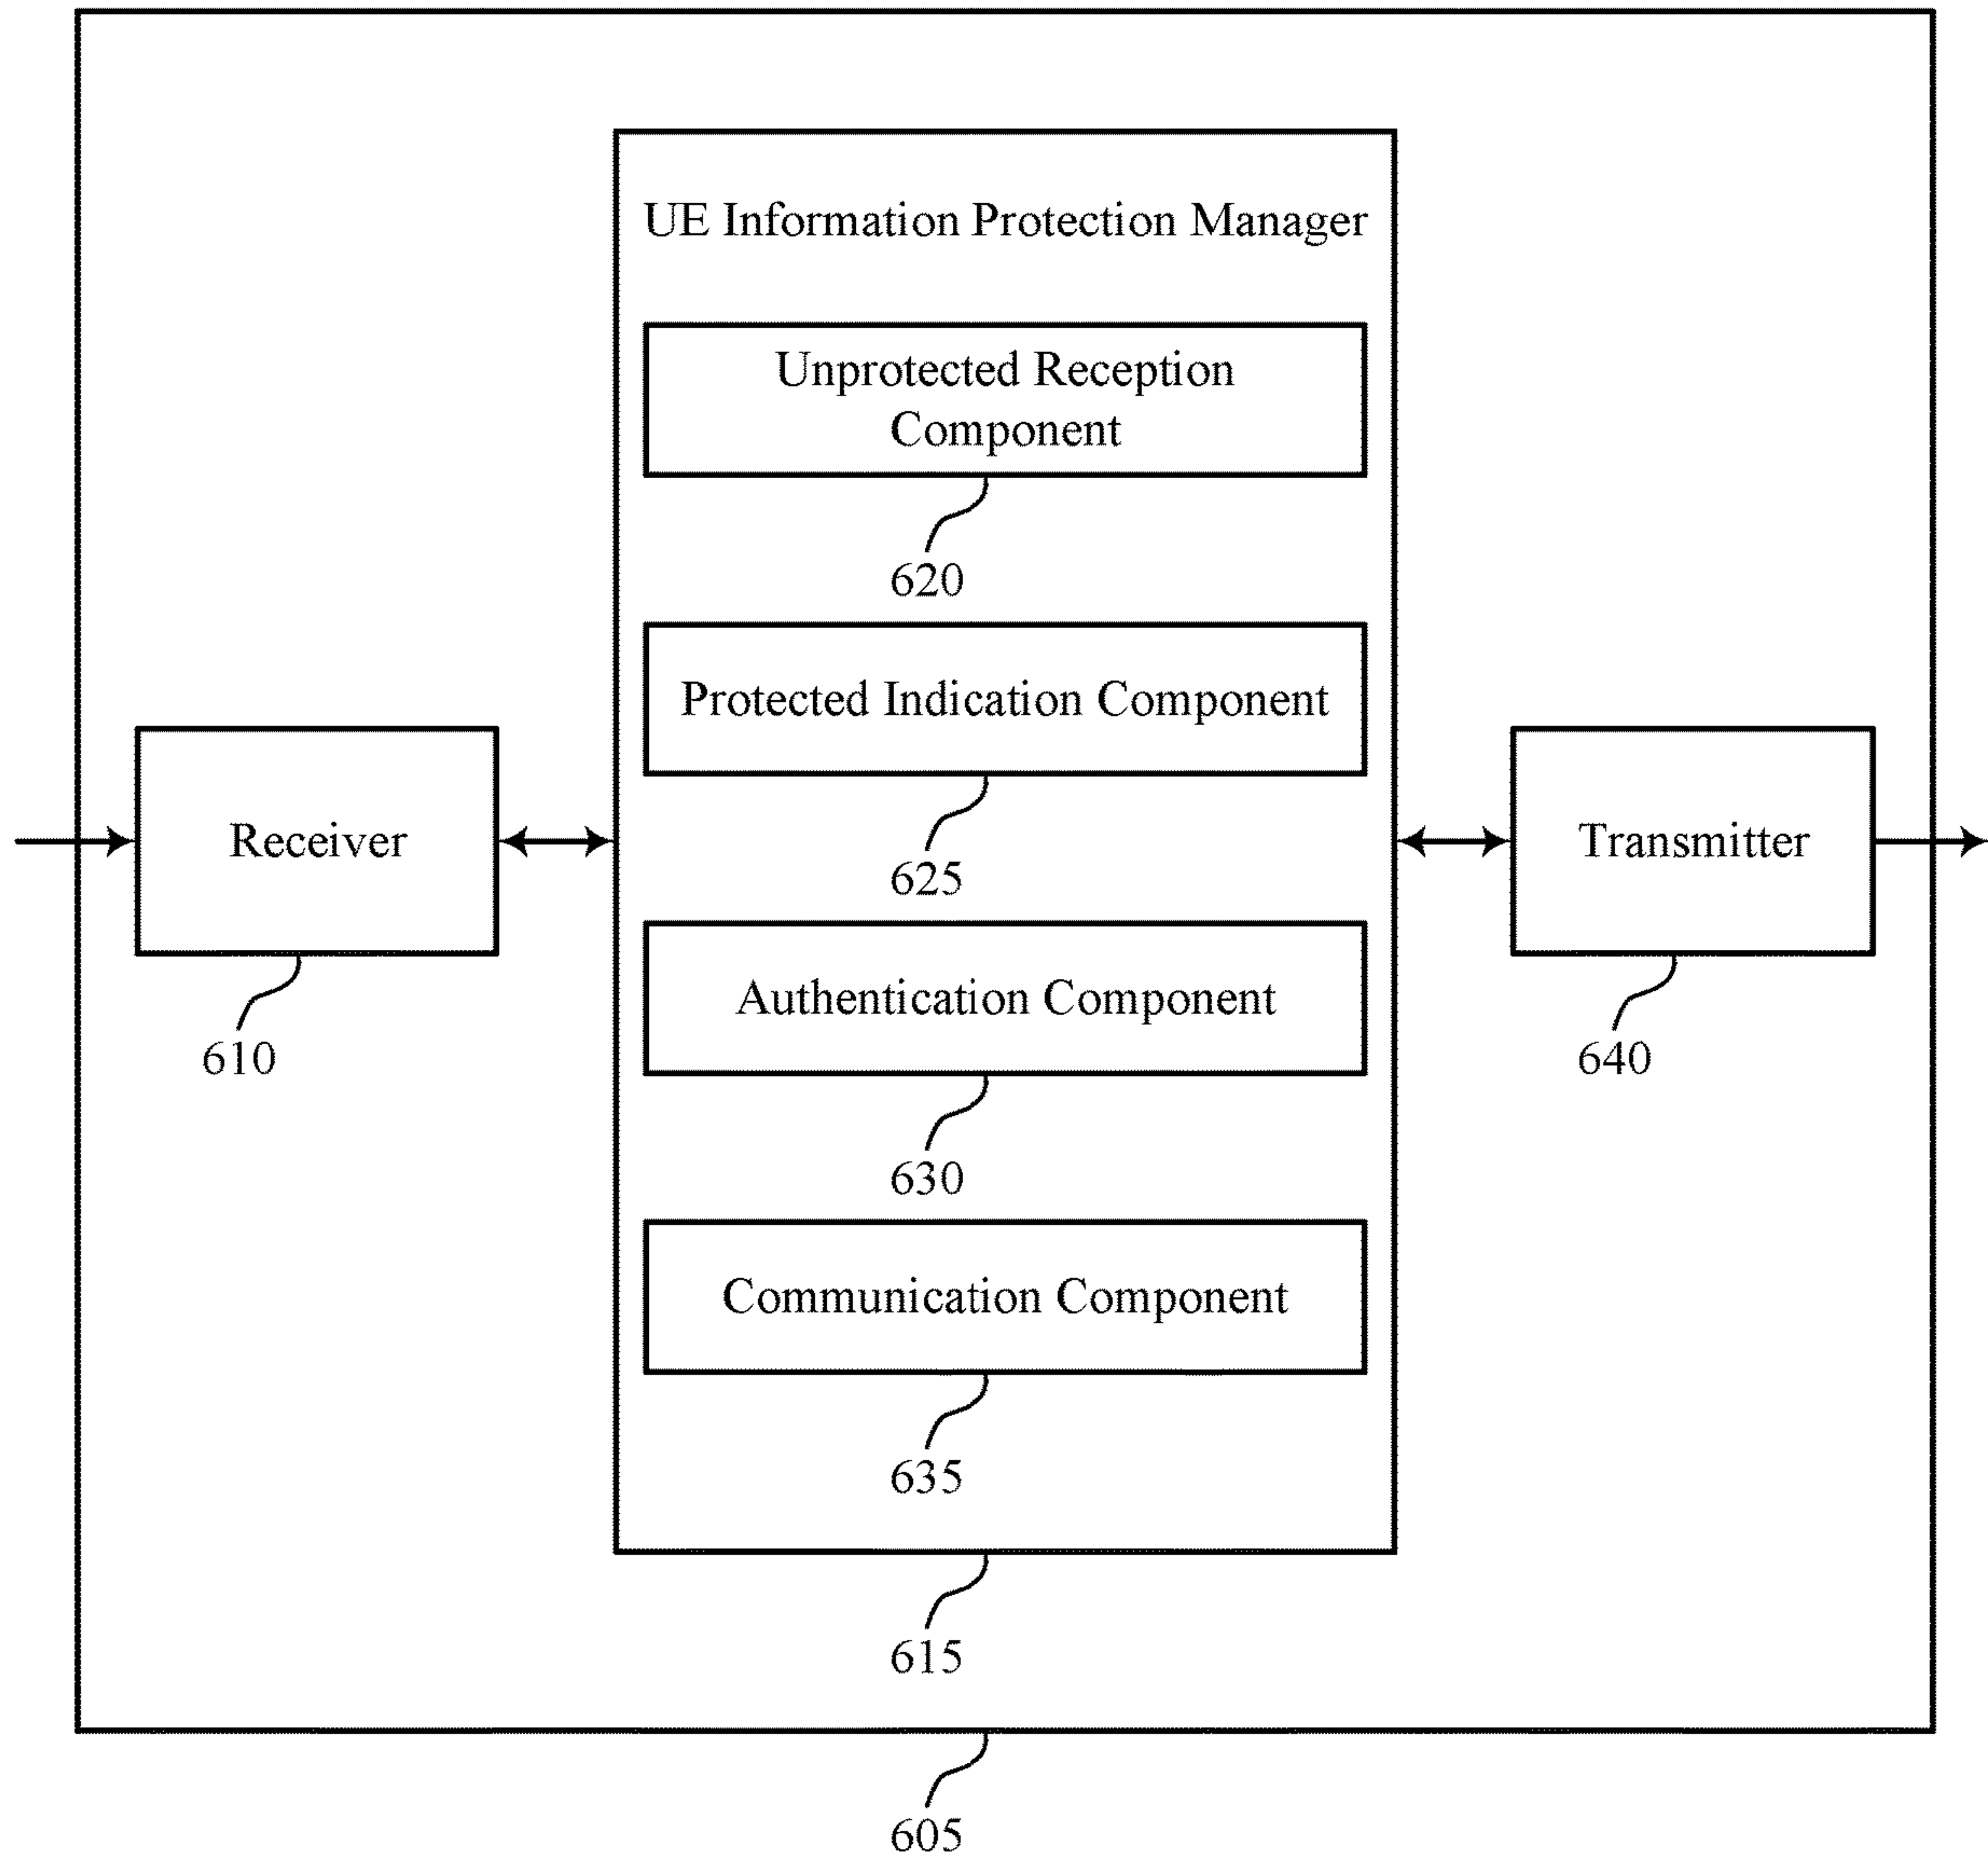 UE Information Protection Manager
Unprotected Reception
Component
620
Protected Indication Component
625
Receiver
610
Transmitter
640
Authentication Component
630
Communication Component
635
615
605